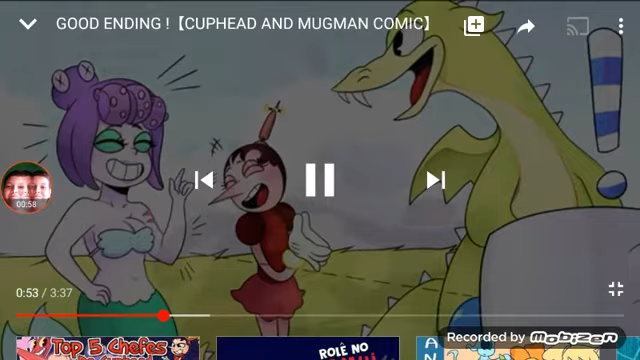 GOOD ENDING !【CUPHEAD AND MUGMAN COMIC】
00:58
0:53 / 3:37
Recorded by Mobizen
TOP 5 Chefes
ROLÊ NO
AN